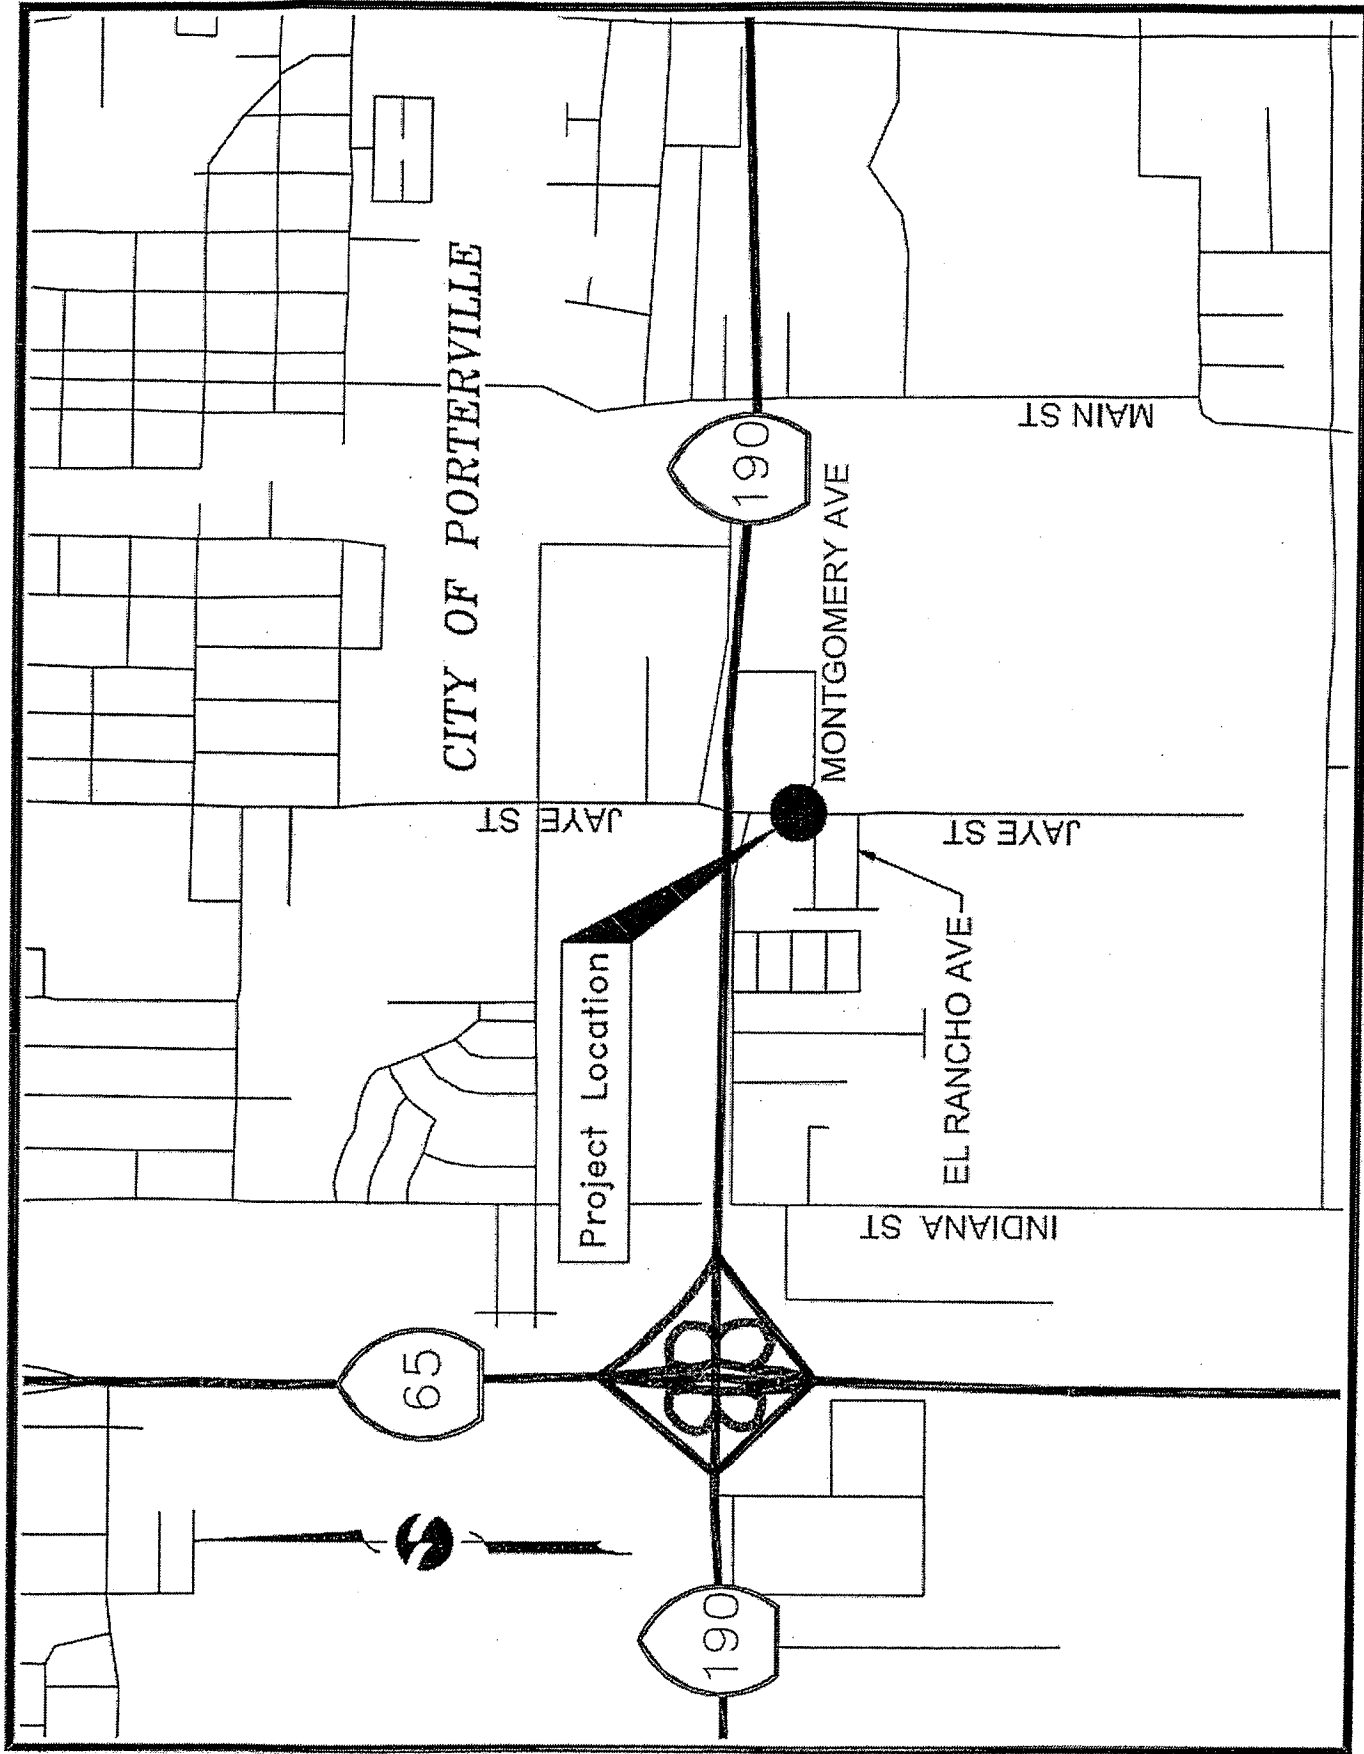 CITY OF PORTERVILLE
65
190
190
Project Location
JAYE ST
JAYE ST
MONTGOMERY AVE
EL RANCHO AVE
INDIANA ST
MAIN ST